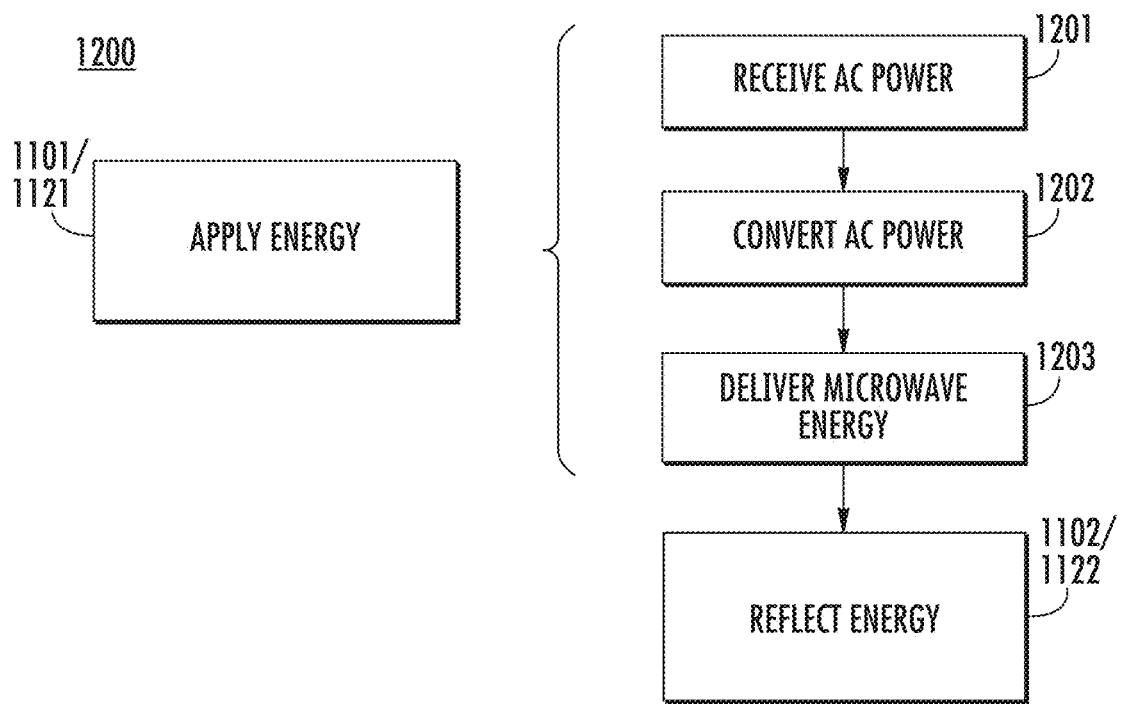 1200
1101/
1121
APPLY ENERGY
1201
RECEIVE AC POWER
1202
CONVERT AC POWER
1203
DELIVER MICROWAVE
ENERGY
1102/
1122
REFLECT ENERGY